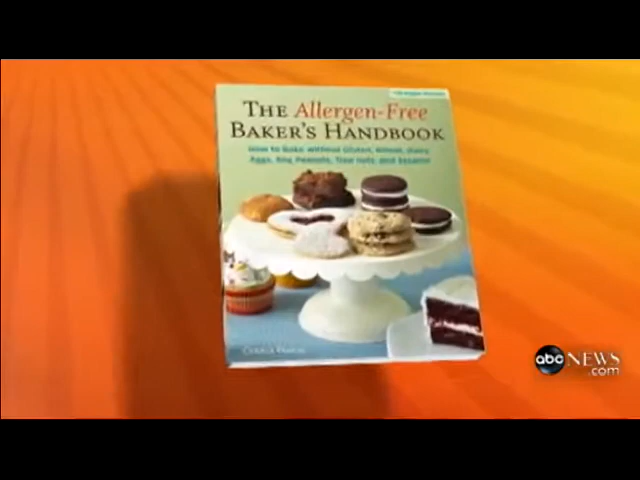 THE Allergen-Free
BAKER'S HANDBOOK
How to Bake without Gluten, Wheat, Dairy,
Eggs, Soy, Peanuts, Tree Nuts, and Sesame
abc NEWS
.com